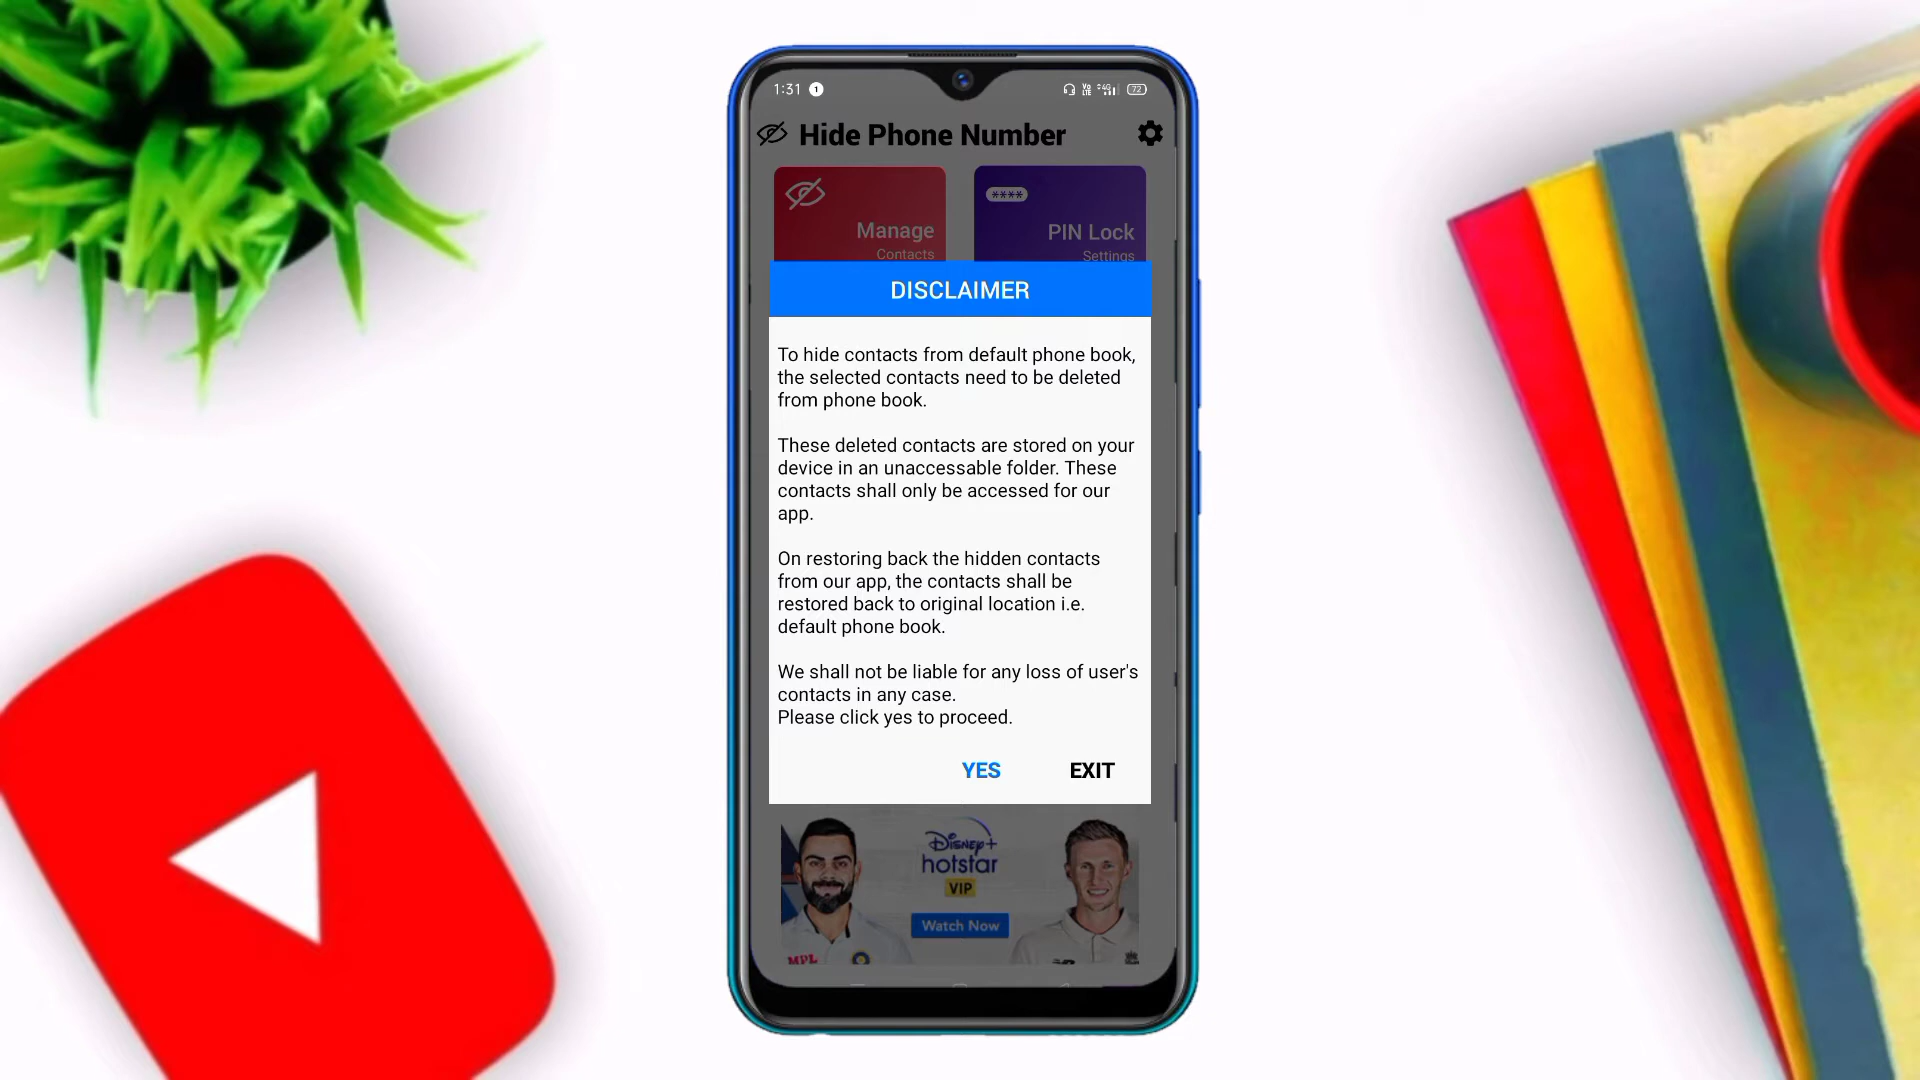 1:31 1
VO
LTE
4G
72
Hide Phone Number
****
Manage
Contacts
PIN Lock
Settings
DISCLAIMER
To hide contacts from default phone book,
the selected contacts need to be deleted
from phone book.
These deleted contacts are stored on your
device in an unaccessable folder. These
contacts shall only be accessed for our
app.
On restoring back the hidden contacts
from our app, the contacts shall be
restored back to original location i.e.
default phone book.
We shall not be liable for any loss of user's
contacts in any case.
Please click yes to proceed.
YES EXIT
Disney+
hotstar
VIP
Watch Now
MPL